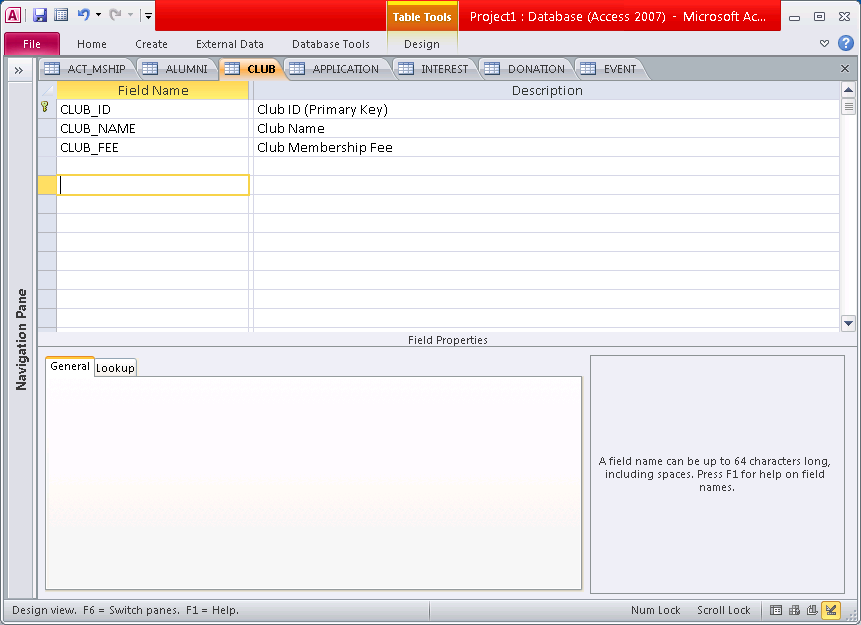 Table Tools
Project1 : Database (Access 2007) - Microsoft Ac...
File
Home
Create
External Data
Database Tools
Design
ACT_MSHIP
ALUMNI
CLUB
APPLICATION
INTEREST
DONATION
EVENT
Field Name
Description
CLUB_ID
Club ID (Primary Key)
CLUB_NAME
Club Name
CLUB_FEE
Club Membership Fee
Navigation Pane
Field Properties
General
Lookup
A field name can be up to 64 characters long,
including spaces. Press F1 for help on field
names.
Design view. F6 = Switch panes. F1 = Help.
Num Lock
Scroll Lock